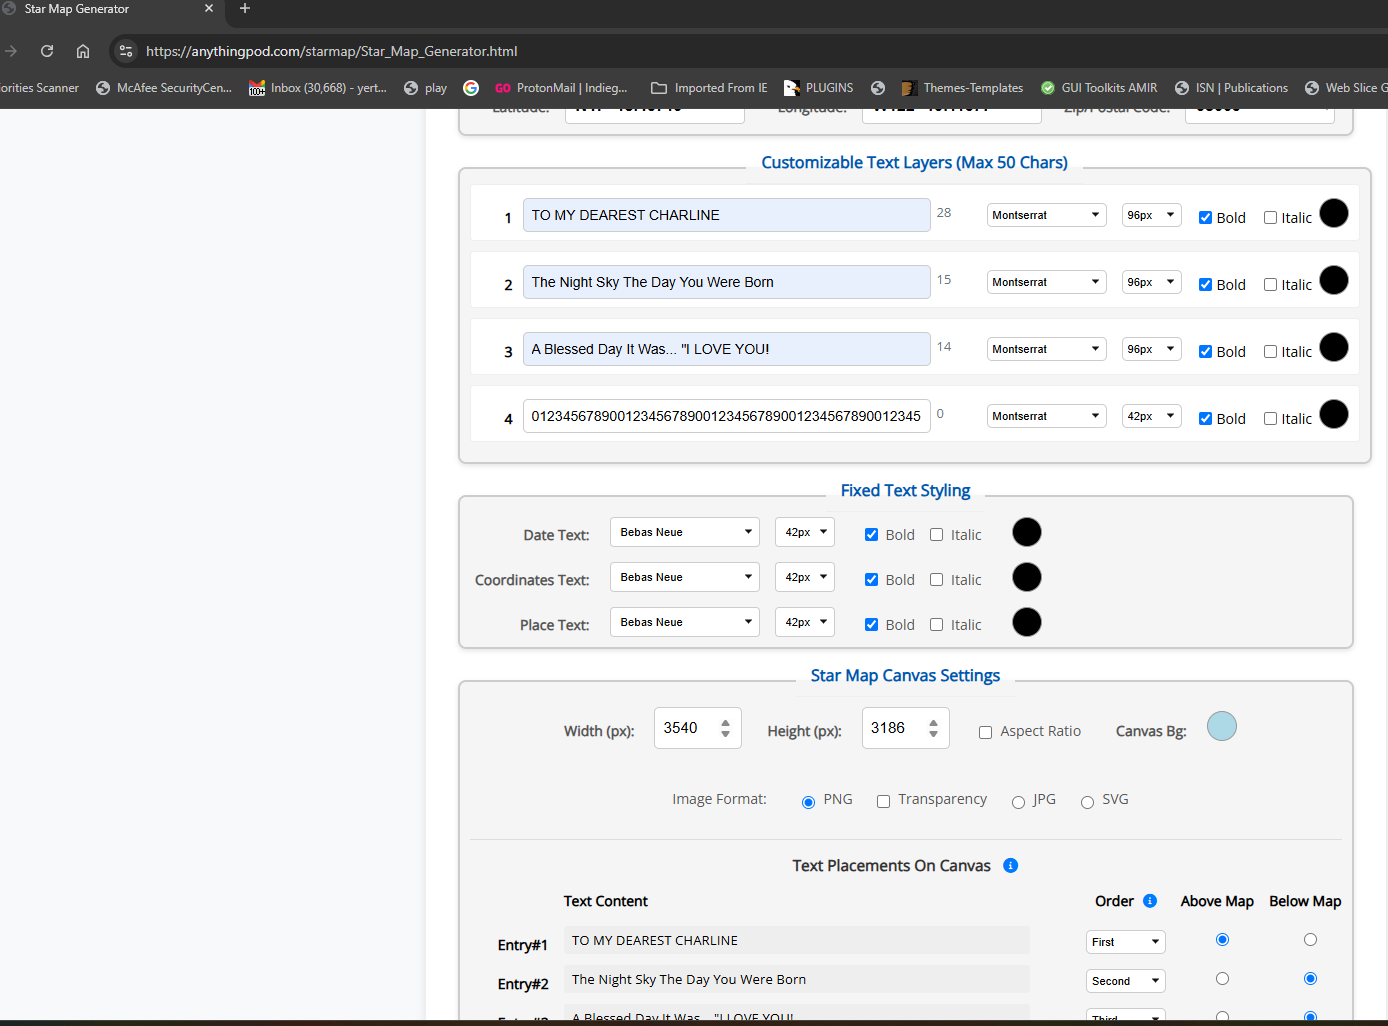 Star Map Generator
https://anythingpod.com/starmap/Star_Map_Generator.html
orities Scanner McAfee SecurityCen... Inbox (30,668) - yert... play GO ProtonMail | Indieg... Imported From IE PLUGINS Themes-Templates GUI Toolkits AMIR ISN | Publications Web Slice G
Latitude: Longitude: Zip/Postal Code:
Customizable Text Layers (Max 50 Chars)
1 TO MY DEAREST CHARLINE 28 Montserrat 96px Bold Italic
2 The Night Sky The Day You Were Born 15 Montserrat 96px Bold Italic
3 A Blessed Day It Was... "I LOVE YOU! 14 Montserrat 96px Bold Italic
4 01234567890012345678900123456789001234567890012345 0 Montserrat 42px Bold Italic
Fixed Text Styling
Date Text: Bebas Neue 42px Bold Italic
Coordinates Text: Bebas Neue 42px Bold Italic
Place Text: Bebas Neue 42px Bold Italic
Star Map Canvas Settings
Width (px): 3540 Height (px): 3186 Aspect Ratio Canvas Bg:
Image Format: PNG Transparency JPG SVG
Text Placements On Canvas
Text Content Order Above Map Below Map
Entry#1 TO MY DEAREST CHARLINE First
Entry#2 The Night Sky The Day You Were Born Second
A Blessed Day It Was... "I LOVE YOU! Third